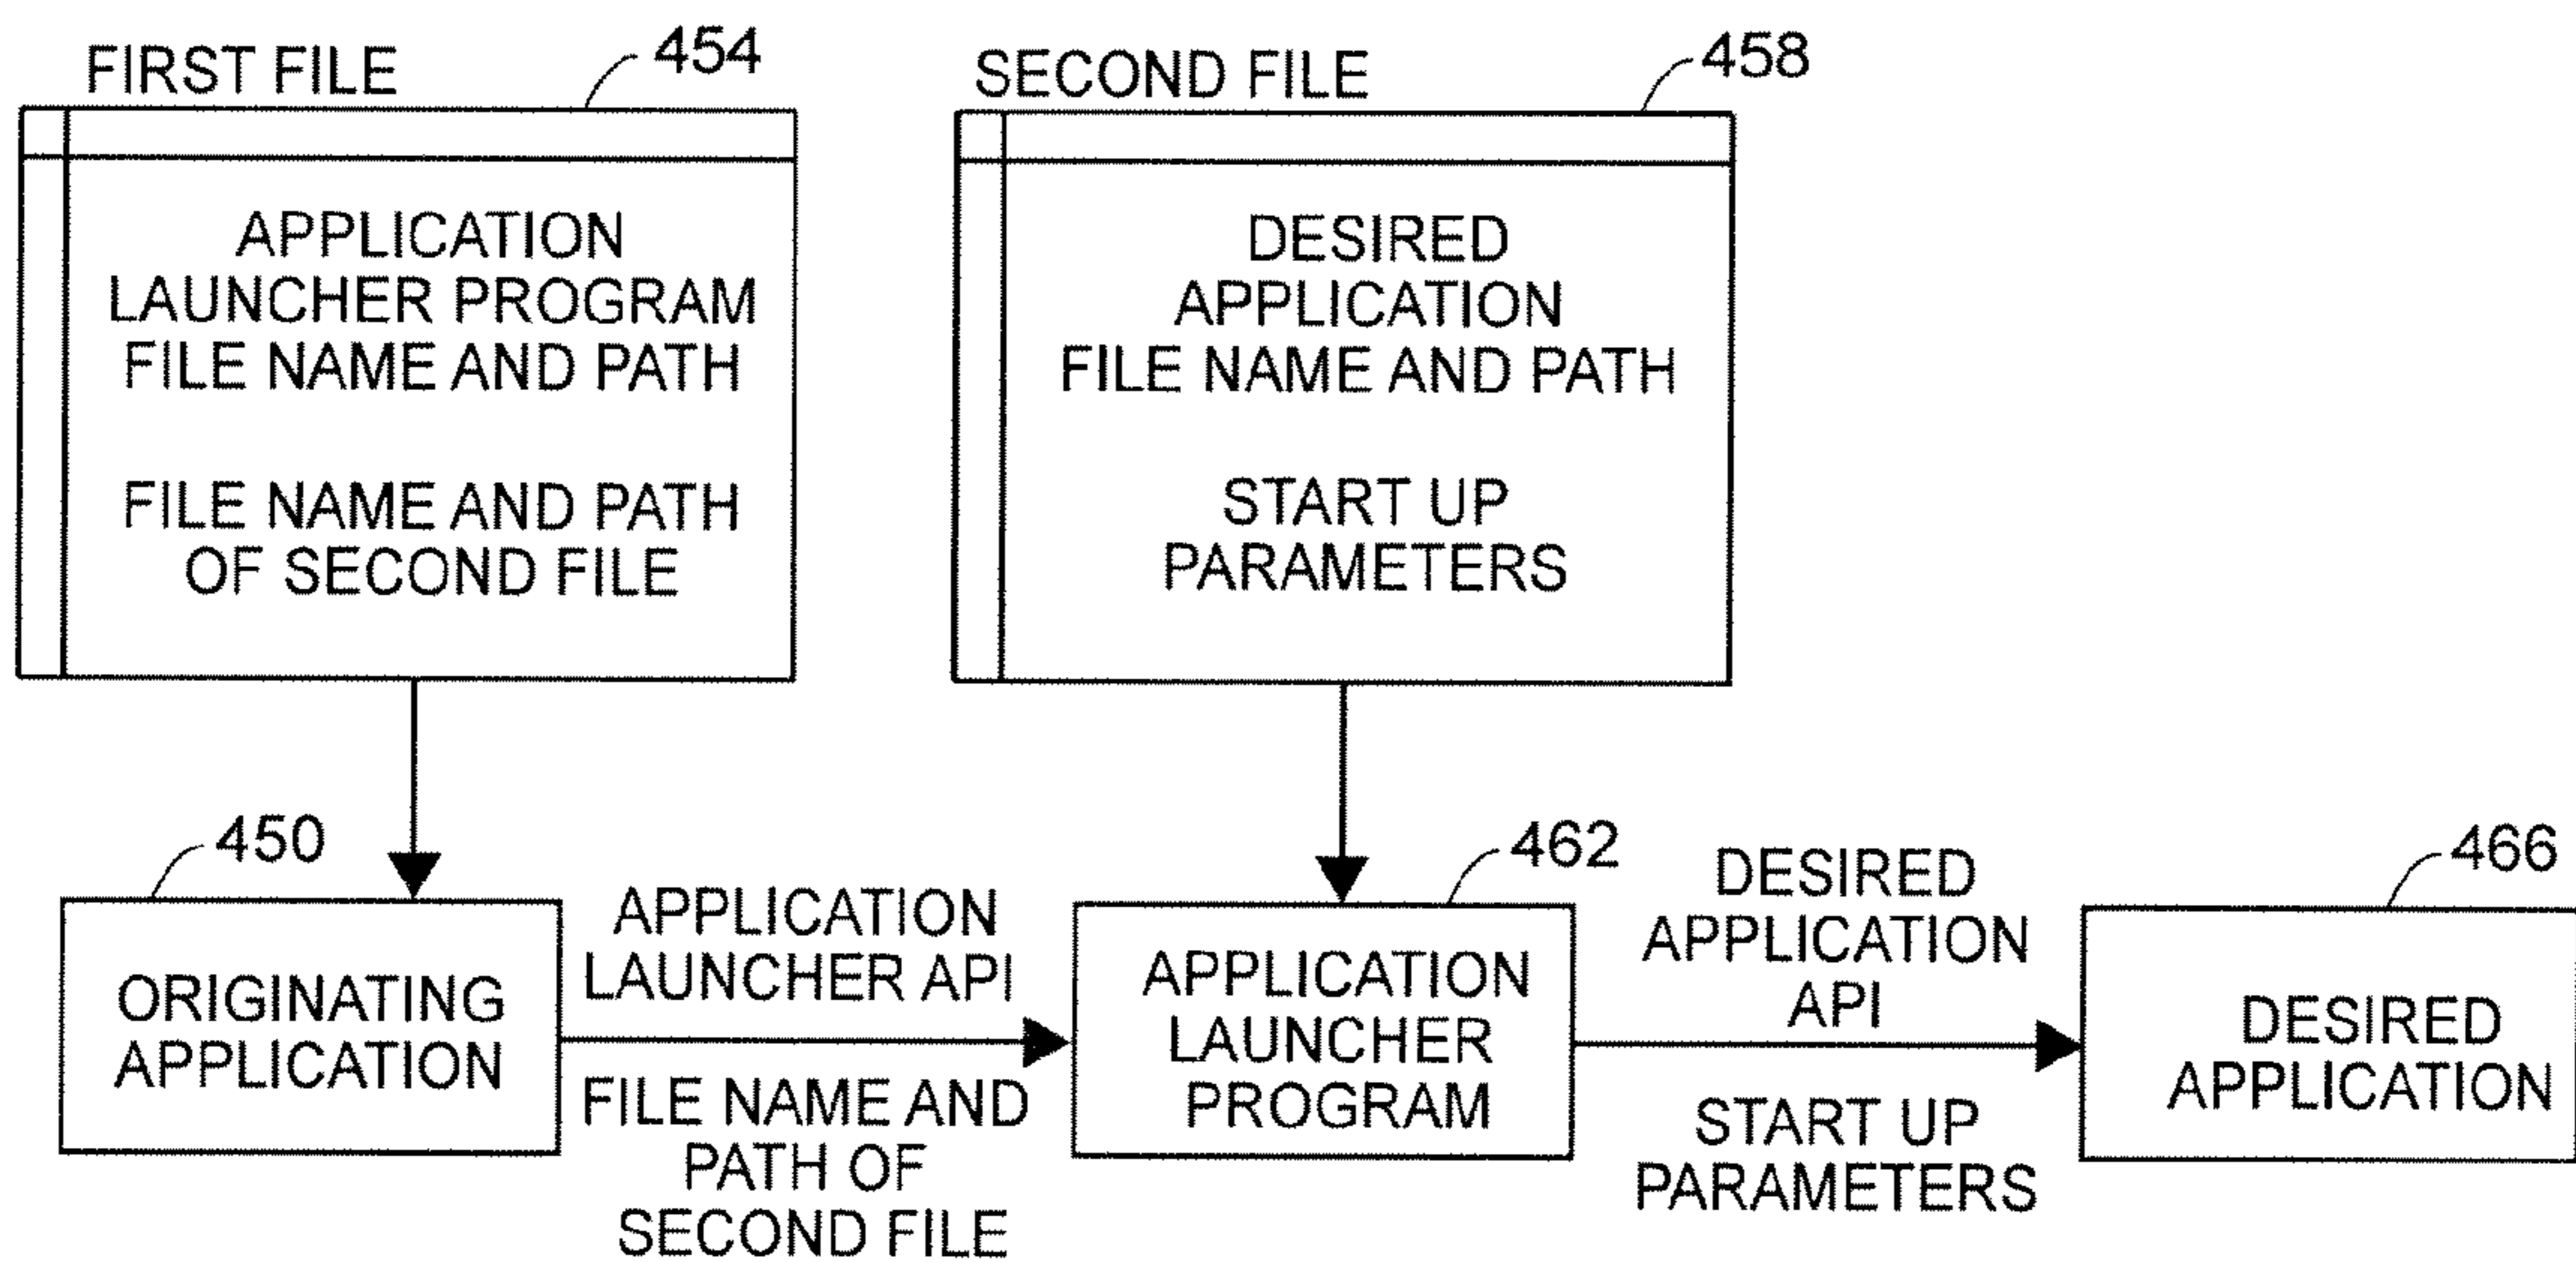 FIRST FILE
454
APPLICATION
LAUNCHER PROGRAM
FILE NAME AND PATH
FILE NAME AND PATH
OF SECOND FILE
SECOND FILE
458
DESIRED
APPLICATION
FILE NAME AND PATH
START UP
PARAMETERS
450
ORIGINATING
APPLICATION
APPLICATION
LAUNCHER API
FILE NAME AND
PATH OF
SECOND FILE
462
APPLICATION
LAUNCHER
PROGRAM
DESIRED
APPLICATION
API
START UP
PARAMETERS
466
DESIRED
APPLICATION